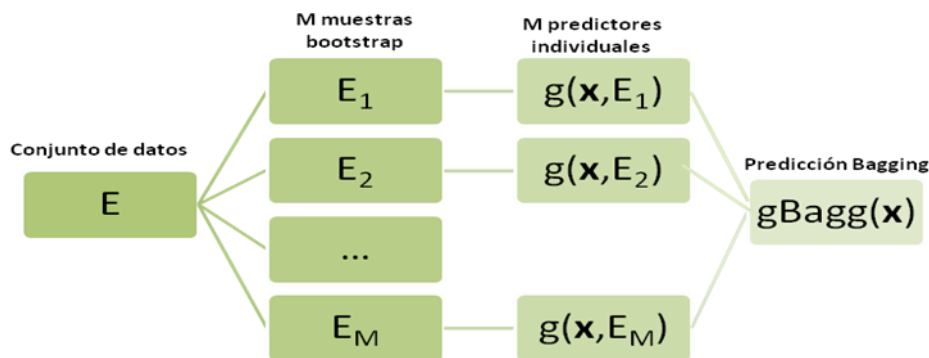 M muestras
bootstrap
M predictores
individuales
E₁
g(x,E₁)
Conjunto de datos
E₂
g(x,E₂)
Predicción Bagging
E
gBagg(x)
...
E_M
g(x,E_M)